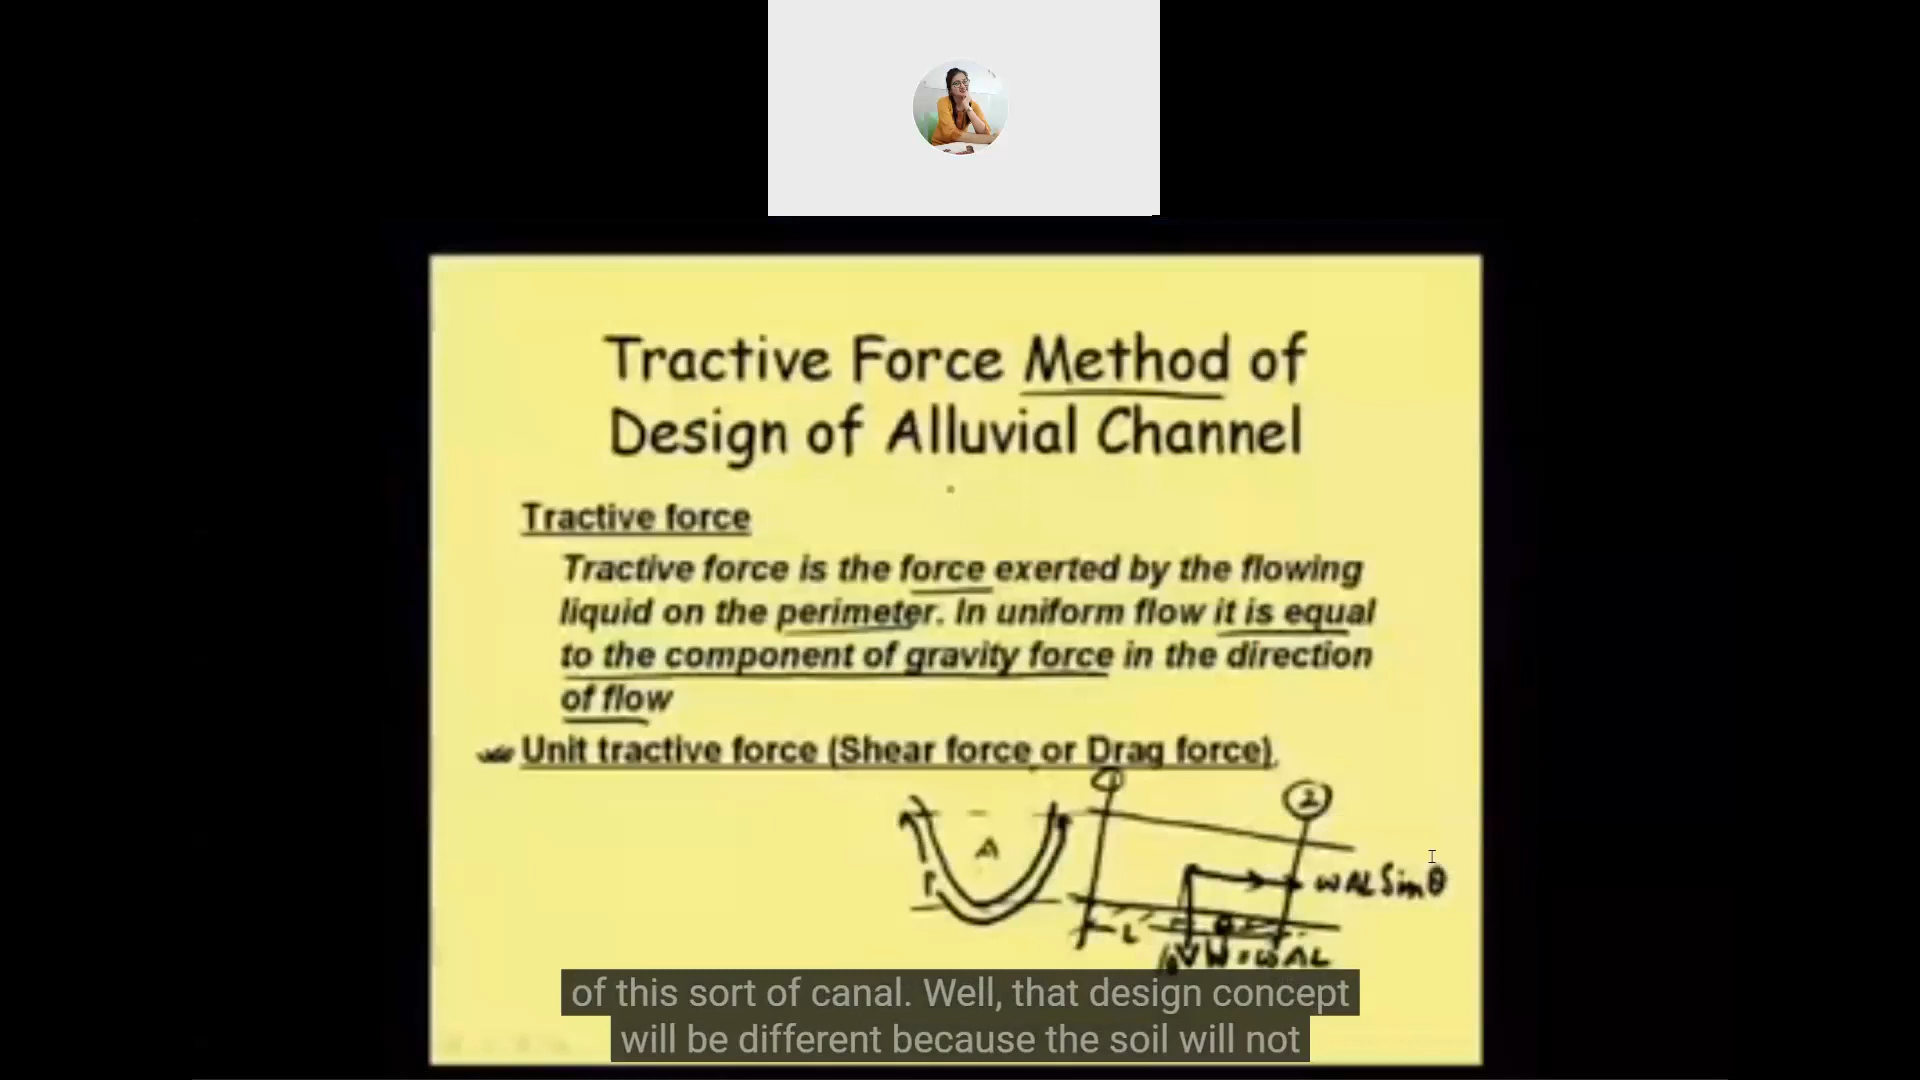 Tractive Force Method of
Design of Alluvial Channel
Tractive force
Tractive force is the force exerted by the flowing
liquid on the perimeter. In uniform flow it is equal
to the component of gravity force in the direction
of flow
Unit tractive force (Shear force or Drag force)
1
2
A
P
wAL Sinθ
L
θ
W = wAL
of this sort of canal. Well, that design concept
will be different because the soil will not